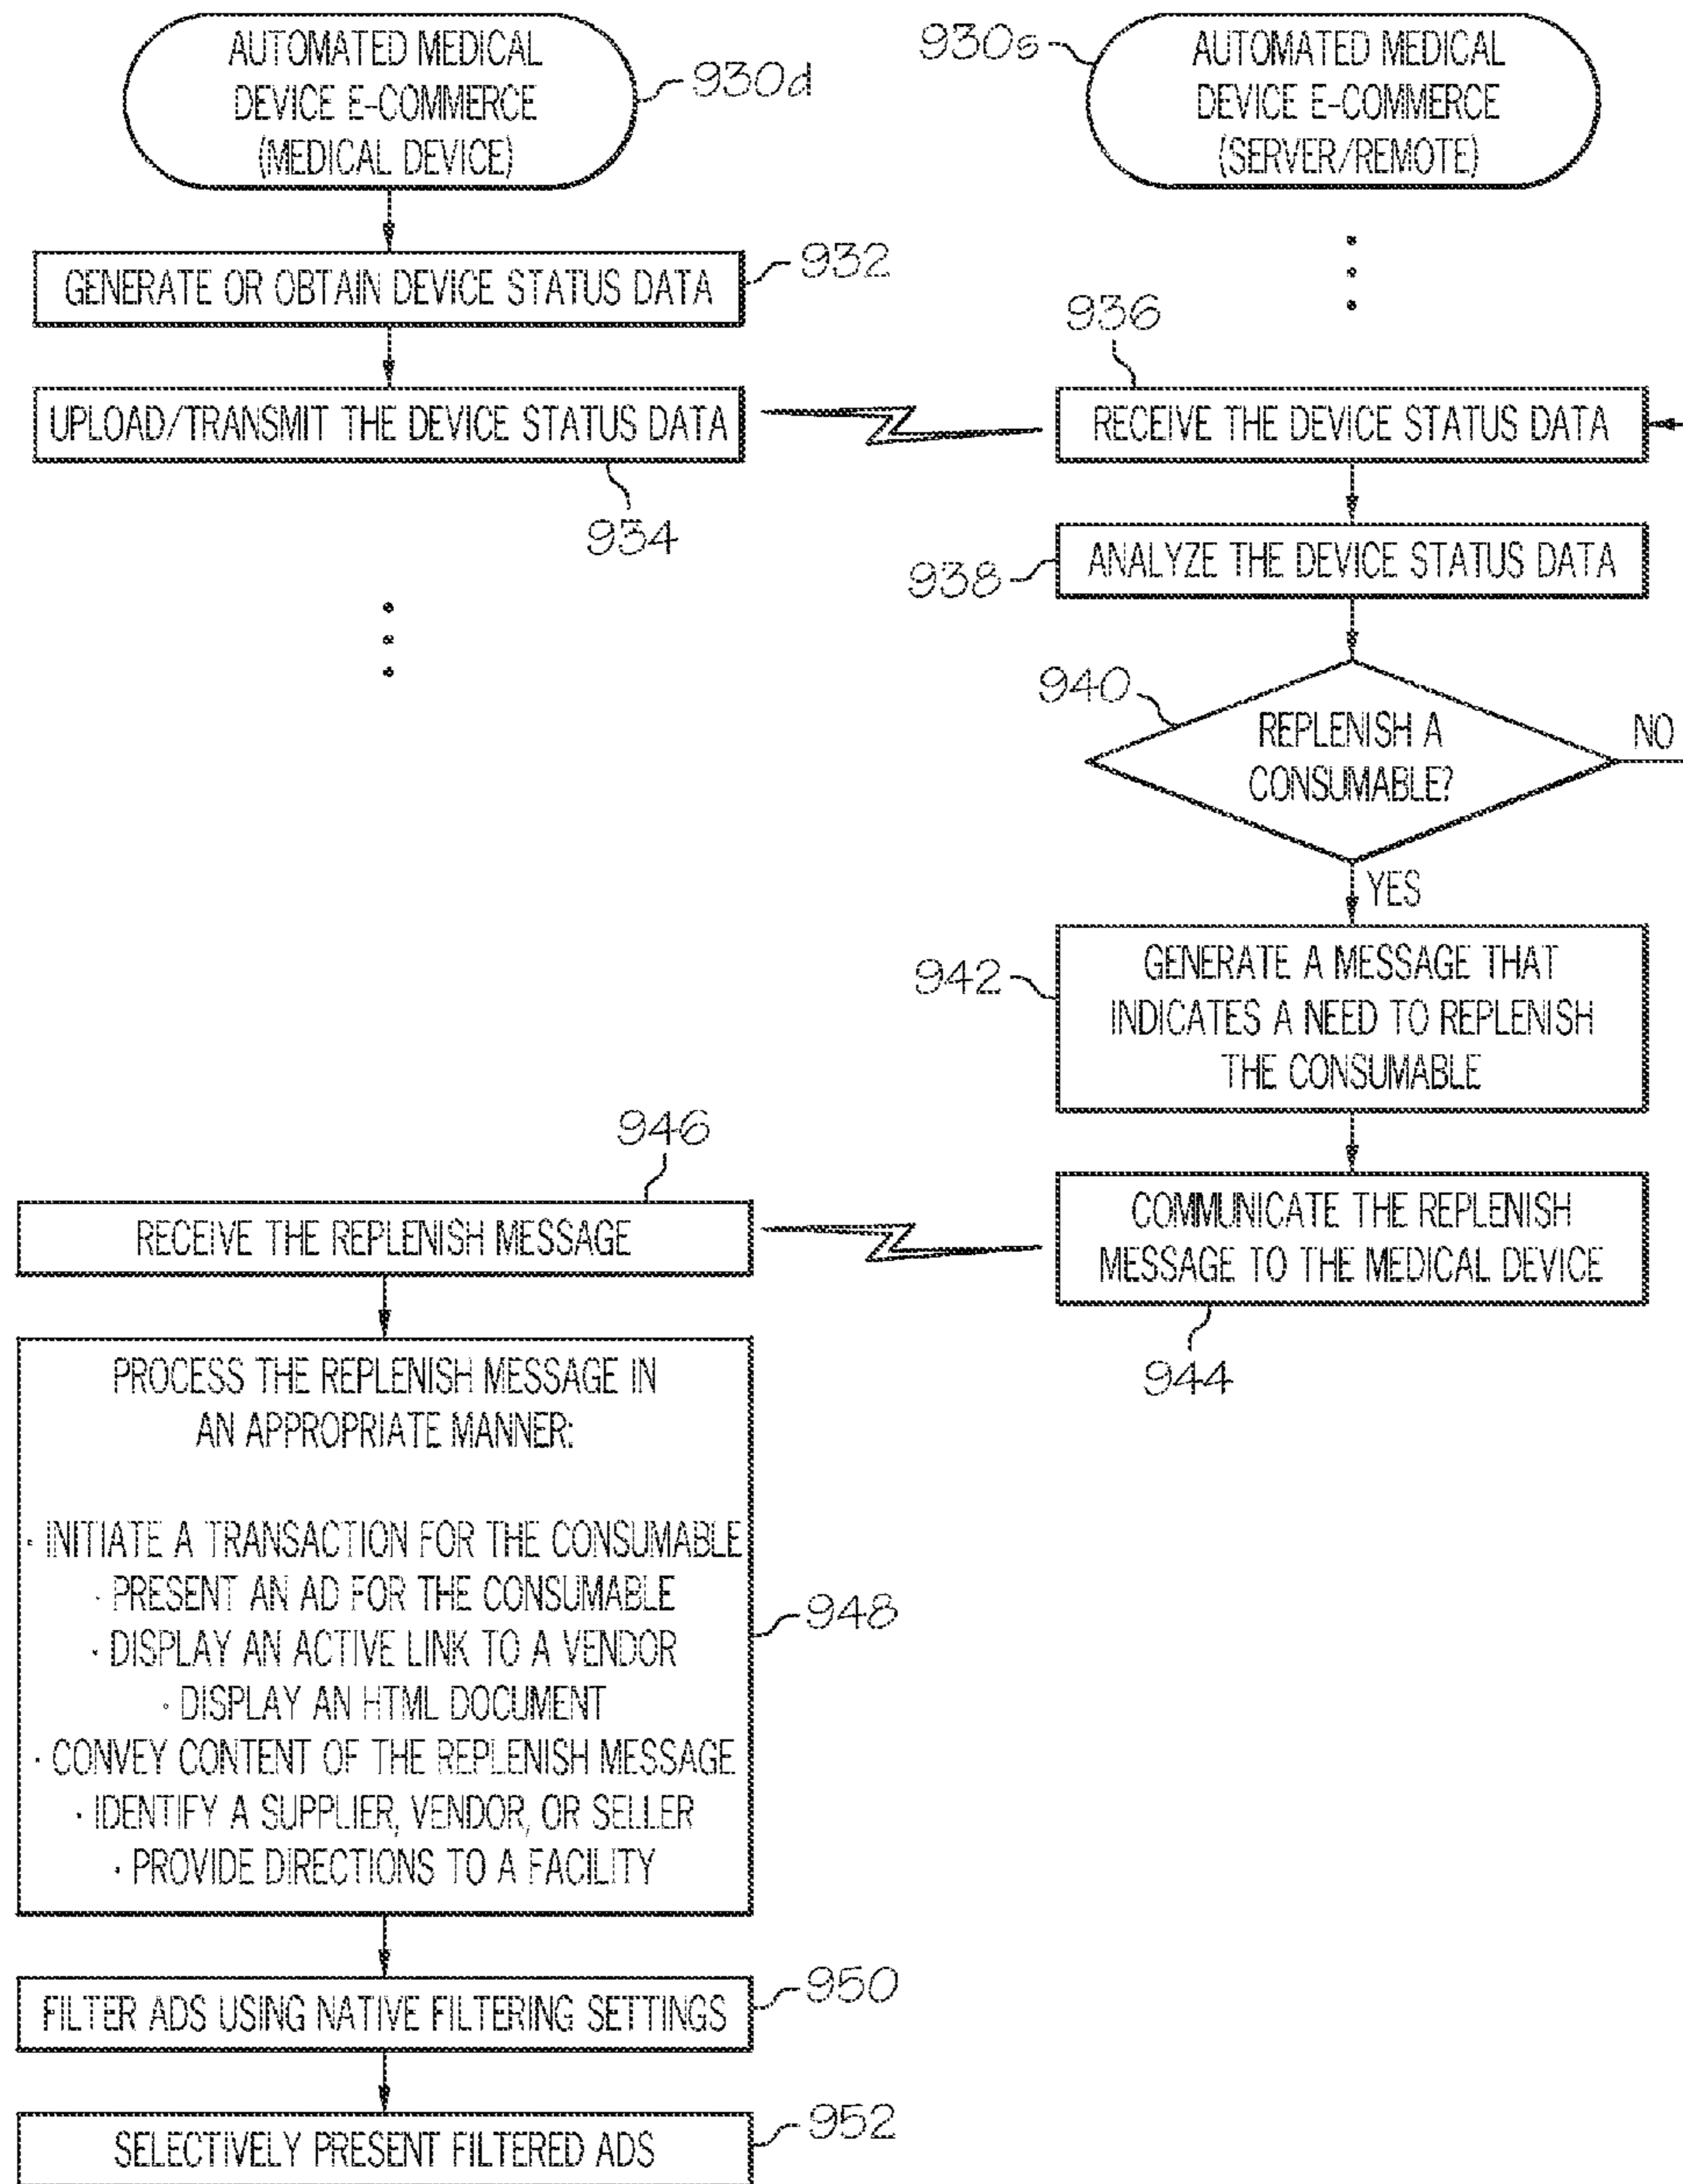 AUTOMATED MEDICAL
DEVICE E-COMMERCE
(MEDICAL DEVICE)
930d
930s
AUTOMATED MEDICAL
DEVICE E-COMMERCE
(SERVER/REMOTE)
GENERATE OR OBTAIN DEVICE STATUS DATA
932
UPLOAD/TRANSMIT THE DEVICE STATUS DATA
934
936
RECEIVE THE DEVICE STATUS DATA
938
ANALYZE THE DEVICE STATUS DATA
940
REPLENISH A
CONSUMABLE?
NO
YES
942
GENERATE A MESSAGE THAT
INDICATES A NEED TO REPLENISH
THE CONSUMABLE
COMMUNICATE THE REPLENISH
MESSAGE TO THE MEDICAL DEVICE
944
946
RECEIVE THE REPLENISH MESSAGE
PROCESS THE REPLENISH MESSAGE IN
AN APPROPRIATE MANNER:
· INITIATE A TRANSACTION FOR THE CONSUMABLE
· PRESENT AN AD FOR THE CONSUMABLE
· DISPLAY AN ACTIVE LINK TO A VENDOR
· DISPLAY AN HTML DOCUMENT
· CONVEY CONTENT OF THE REPLENISH MESSAGE
· IDENTIFY A SUPPLIER, VENDOR, OR SELLER
· PROVIDE DIRECTIONS TO A FACILITY
948
FILTER ADS USING NATIVE FILTERING SETTINGS
950
SELECTIVELY PRESENT FILTERED ADS
952